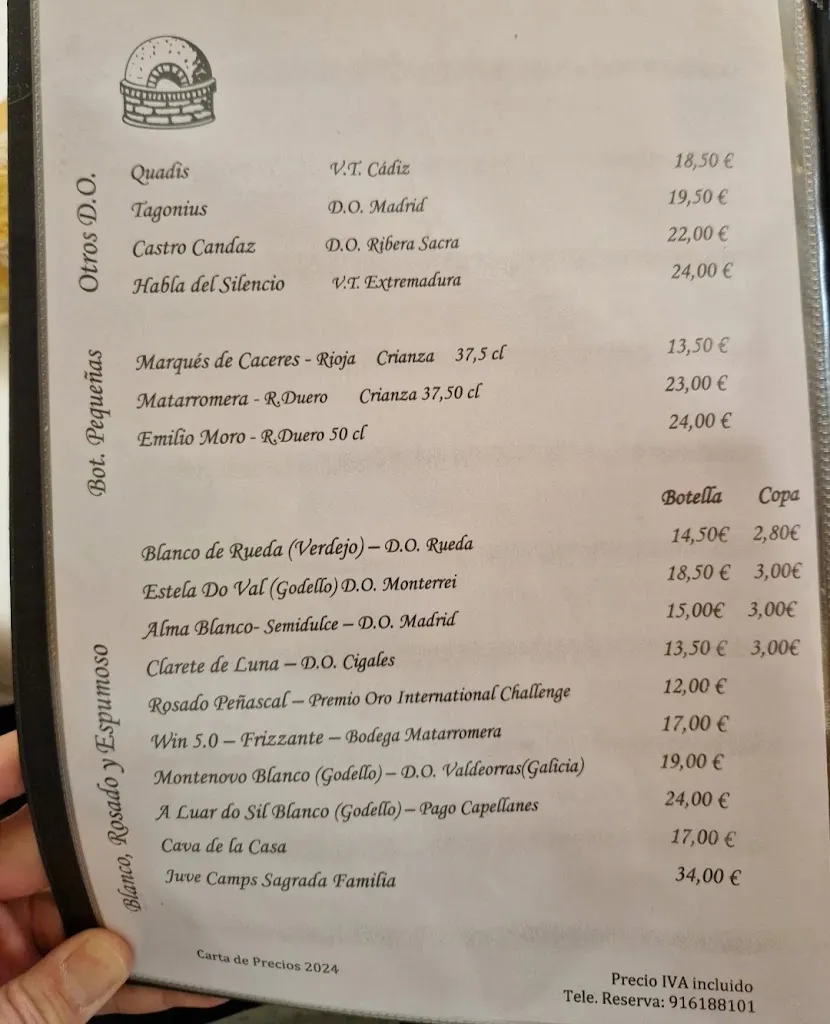 Otros D.O.
Quadis V.T. Cádiz 18,50 €
Tagonius D.O. Madrid 19,50 €
Castro Candaz D.O. Ribera Sacra 22,00 €
Habla del Silencio V.T. Extremadura 24,00 €
Bot. Pequeñas
Marqués de Caceres - Rioja Crianza 37,5 cl 13,50 €
Matarromera - R.Duero Crianza 37,50 cl 23,00 €
Emilio Moro - R.Duero 50 cl 24,00 €
Blanco, Rosado y Espumoso
Botella Copa
Blanco de Rueda (Verdejo) – D.O. Rueda 14,50€ 2,80€
Estela Do Val (Godello) D.O. Monterrei 18,50 € 3,00€
Alma Blanco- Semidulce – D.O. Madrid 15,00€ 3,00€
Clarete de Luna – D.O. Cigales 13,50 € 3,00€
Rosado Peñascal – Premio Oro International Challenge 12,00 €
Win 5.0 – Frizzante – Bodega Matarromera 17,00 €
Montenovo Blanco (Godello) – D.O. Valdeorras(Galicia) 19,00 €
A Luar do Sil Blanco (Godello) – Pago Capellanes 24,00 €
Cava de la Casa 17,00 €
Juve Camps Sagrada Familia 34,00 €
Carta de Precios 2024
Precio IVA incluido
Tele. Reserva: 916188101